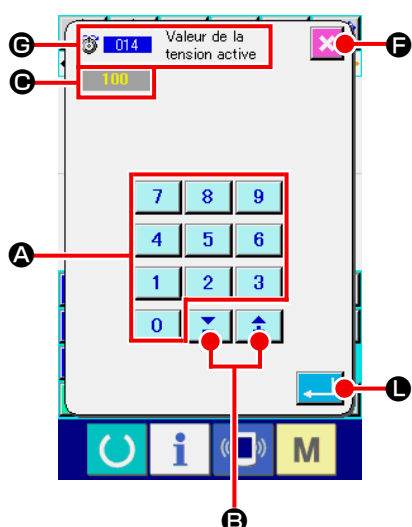 G
014
Valeur de la
tension active
F
C
100
7 8 9
A
4 5 6
1 2 3
0
L
i
M
B